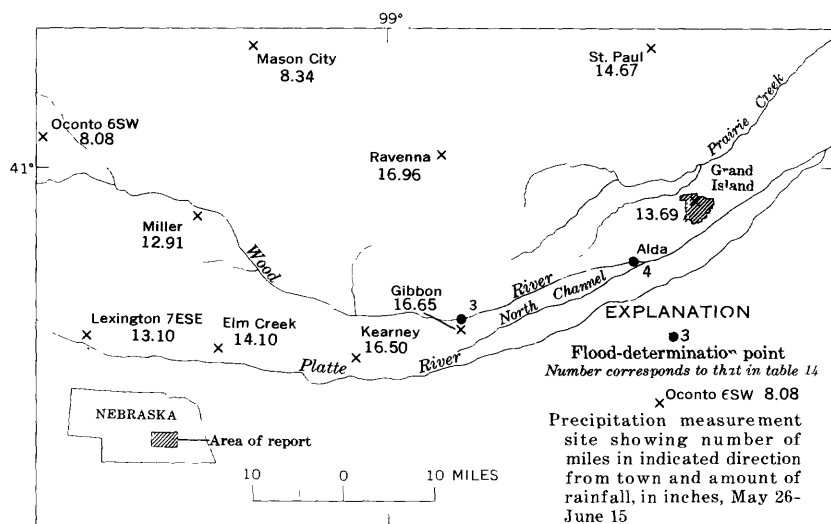 99°
Mason City
8.34
St. Paul
14.67
Prairie Creek
Oconto 6SW
8.08
41°
Ravenna
16.96
Grand
Island
13.69
Miller
12.91
Wood
River
Alda
4
North Channel
Gibbon
16.65
3
Lexington 7ESE
13.10
Elm Creek
14.10
Kearney
16.50
Platte
River
EXPLANATION
3
Flood-determination point
Number corresponds to that in table 14
Oconto 6SW 8.08
Precipitation measurement
site showing number of
miles in indicated direction
from town and amount of
rainfall, in inches, May 26-
June 15
NEBRASKA
Area of report
10 0 10 MILES